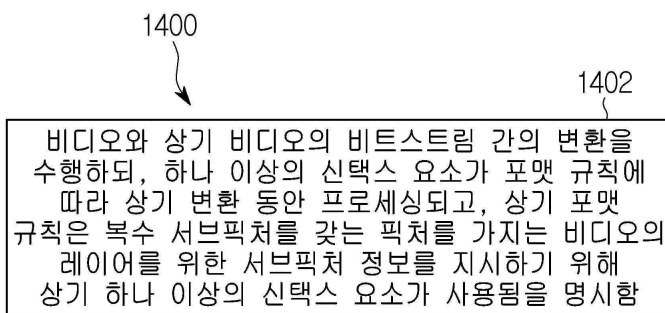 1400
1402
비디오와 상기 비디오의 비트스트림 간의 변환을
수행하되, 하나 이상의 신택스 요소가 포맷 규칙에
따라 상기 변환 동안 프로세싱되고, 상기 포맷
규칙은 복수 서브픽처를 갖는 픽처를 가지는 비디오의
레이어를 위한 서브픽처 정보를 지시하기 위해
상기 하나 이상의 신택스 요소가 사용됨을 명시함